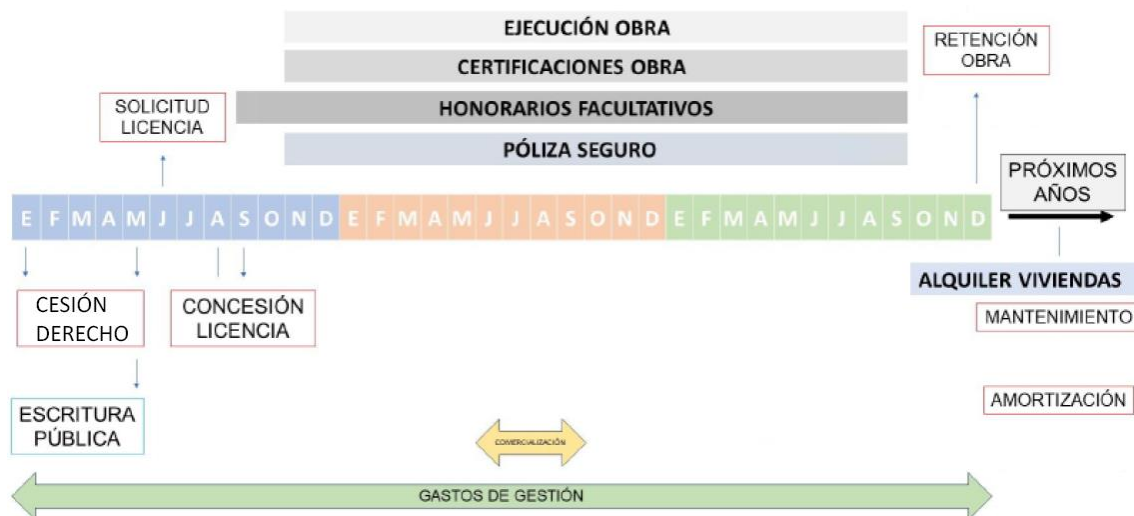 EJECUCIÓN OBRA
CERTIFICACIONES OBRA
HONORARIOS FACULTATIVOS
PÓLIZA SEGURO
RETENCIÓN
OBRA
SOLICITUD
LICENCIA
PRÓXIMOS
AÑOS
E F M A M J J A S O N D E F M A M J J A S O N D E F M A M J J A S O N D
CESIÓN
DERECHO
CONCESIÓN
LICENCIA
ALQUILER VIVIENDAS
MANTENIMIENTO
AMORTIZACIÓN
ESCRITURA
PÚBLICA
COMERCIALIZACIÓN
GASTOS DE GESTIÓN